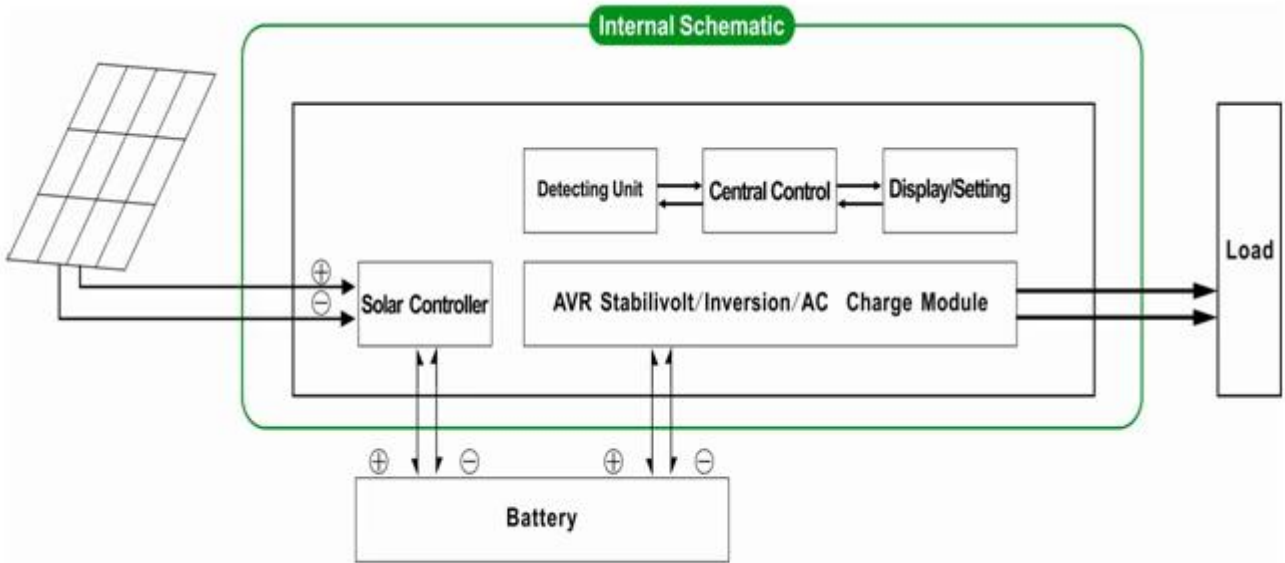 Internal Schematic
Detecting Unit
Central Control
Display/Setting
Load
⊕
⊖
Solar Controller
AVR Stabilivolt/Inversion/AC Charge Module
⊕ ⊖ ⊕ ⊖
Battery